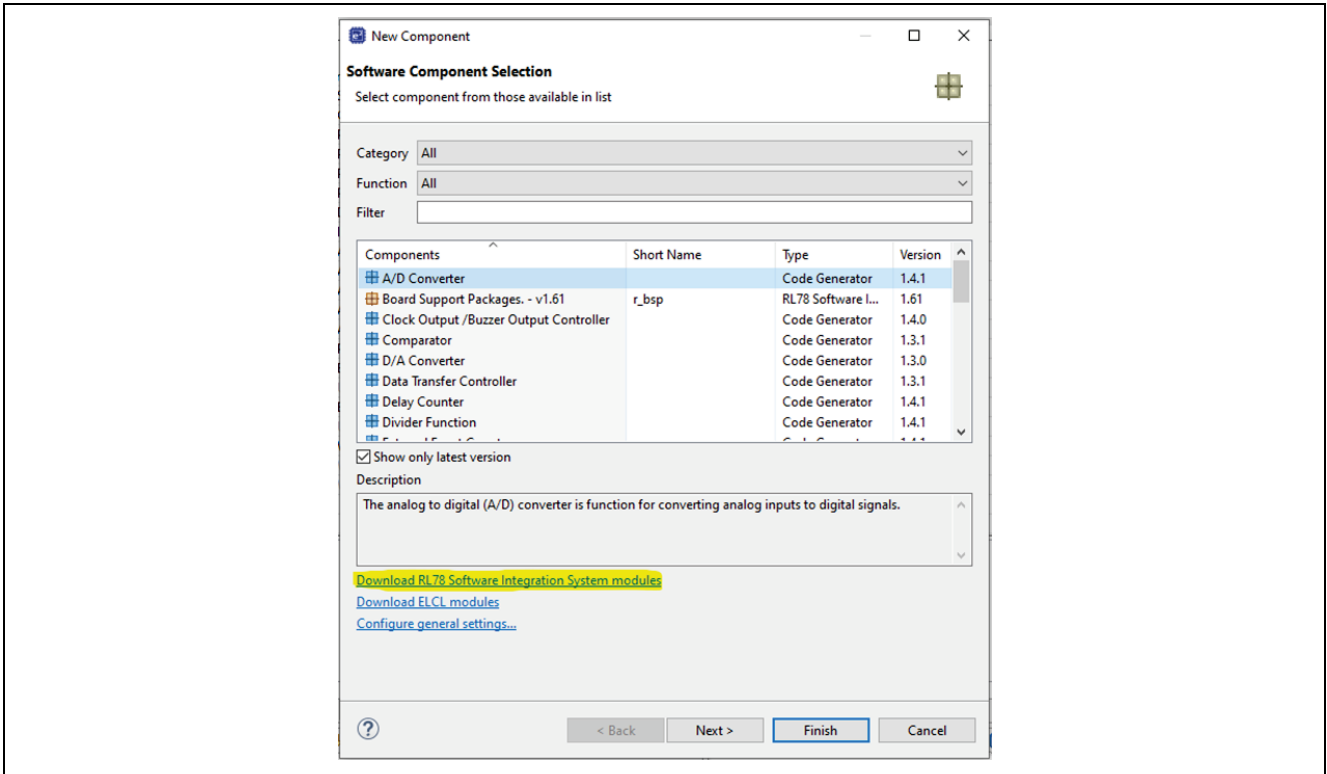 New Component
Software Component Selection
Select component from those available in list
Category All
Function All
Filter
Components Short Name Type Version
A/D Converter Code Generator 1.4.1
Board Support Packages. - v1.61 r_bsp RL78 Software I... 1.61
Clock Output /Buzzer Output Controller Code Generator 1.4.0
Comparator Code Generator 1.3.1
D/A Converter Code Generator 1.3.0
Data Transfer Controller Code Generator 1.3.1
Delay Counter Code Generator 1.4.1
Divider Function Code Generator 1.4.1
Show only latest version
Description
The analog to digital (A/D) converter is function for converting analog inputs to digital signals.
Download RL78 Software Integration System modules
Download ELCL modules
Configure general settings...
< Back Next > Finish Cancel